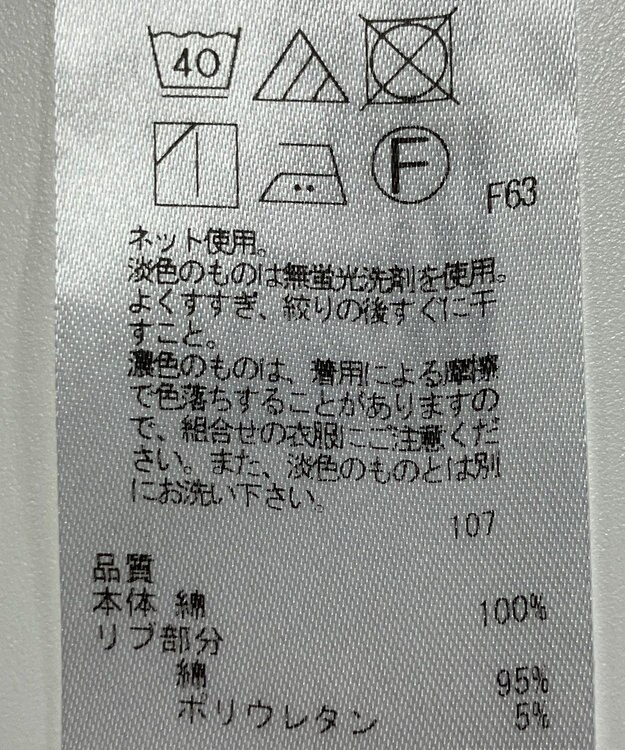 40
F
F63
ネット使用。
淡色のものは無蛍光洗剤を使用。
よくすすぎ、絞りの後すぐに干
すこと。
濃色のものは、着用による摩擦
で色落ちすることがありますの
で、組合せの衣服にご注意くだ
さい。また、淡色のものとは別
にお洗い下さい。
107
品質
本体 綿 100%
リブ部分
綿 95%
ポリウレタン 5%